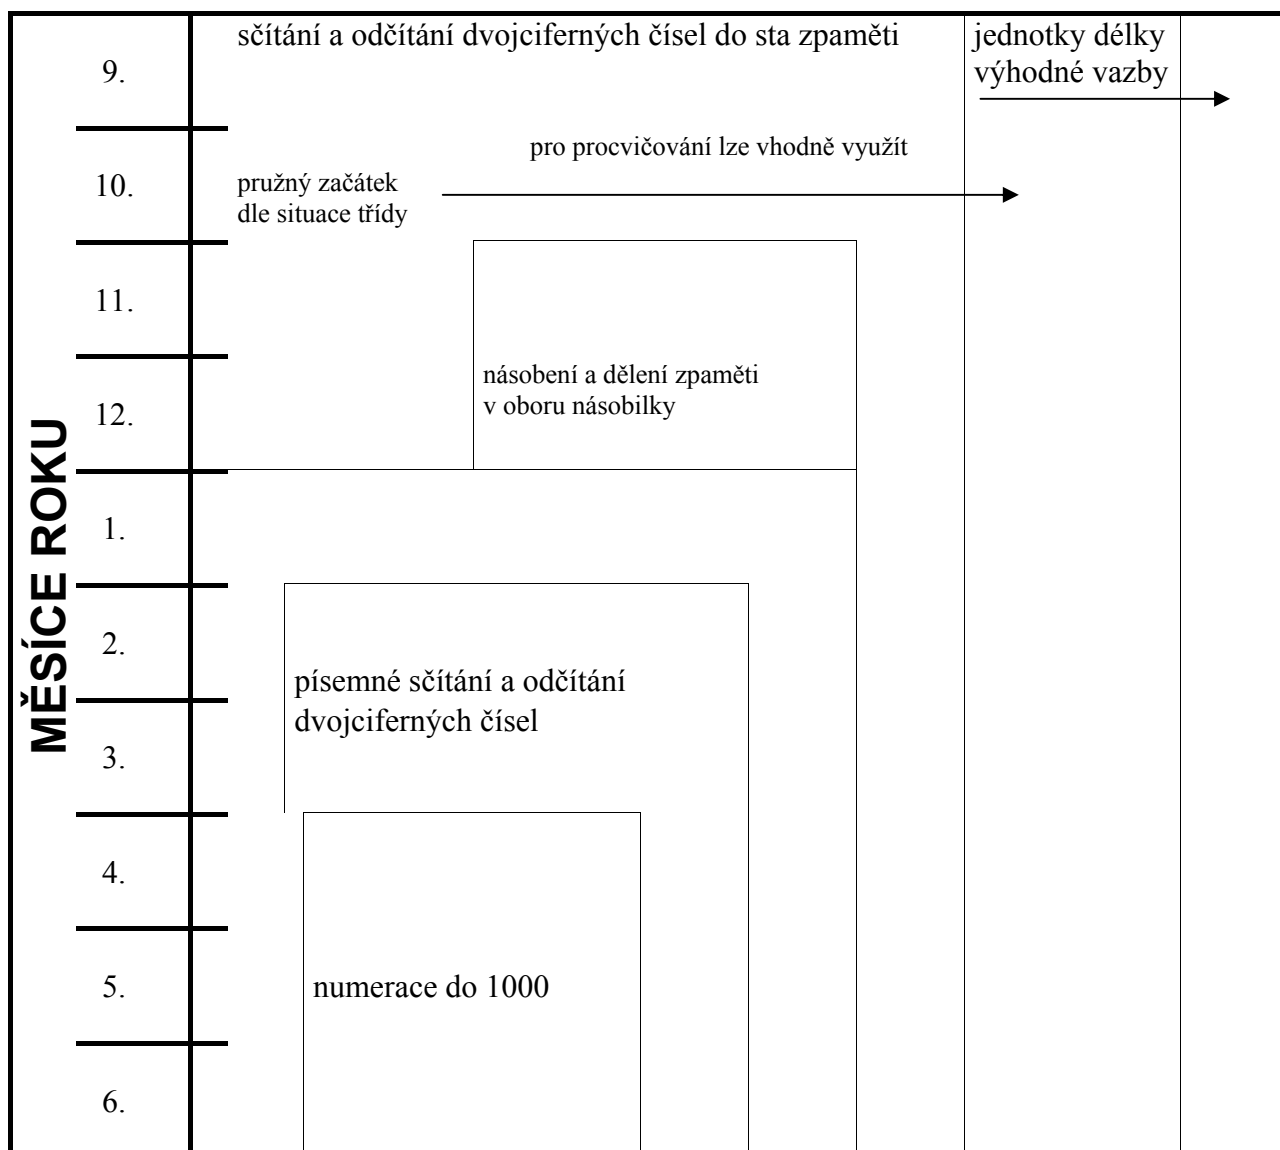 sčítání a odčítání dvojciferných čísel do sta zpaměti
jednotky délky
výhodné vazby
9.
pro procvičování lze vhodně využít
10.
pružný začátek
dle situace třídy
11.
násobení a dělení zpaměti
v oboru násobilky
12.
MĚSÍCE ROKU
1.
2.
písemné sčítání a odčítání
dvojciferných čísel
3.
4.
5.
numerace do 1000
6.